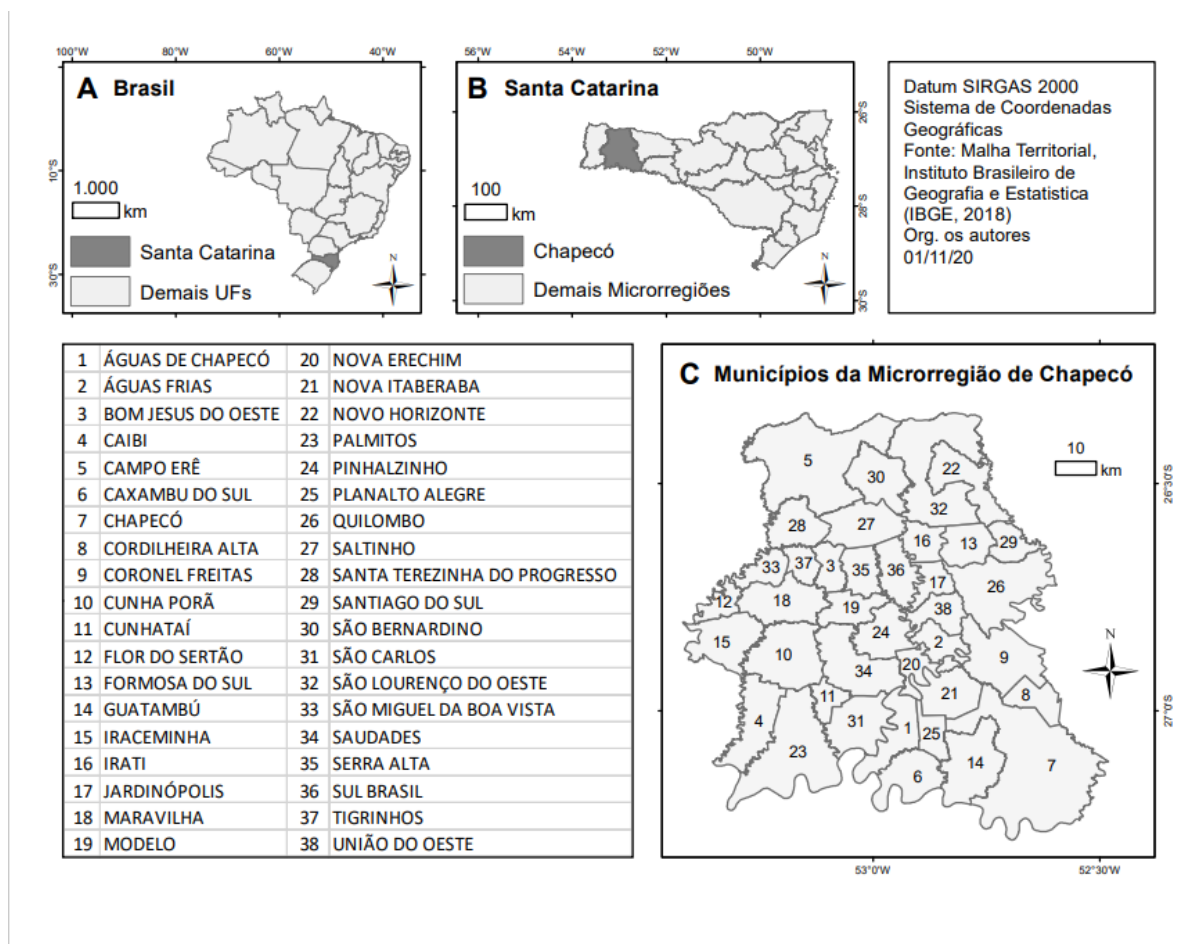 100°W 80°W 60°W 40°W
A Brasil
10°S
30°S
1.000
km
Santa Catarina
Demais UFs
N
56°W 54°W 52°W 50°W
B Santa Catarina
26°S
28°S
30°S
100
km
Chapecó
Demais Microrregiões
N
Datum SIRGAS 2000
Sistema de Coordenadas
Geográficas
Fonte: Malha Territorial,
Instituto Brasileiro de
Geografia e Estatistica
(IBGE, 2018)
Org. os autores
01/11/20
1 ÁGUAS DE CHAPECÓ 20 NOVA ERECHIM
2 ÁGUAS FRIAS 21 NOVA ITABERABA
3 BOM JESUS DO OESTE 22 NOVO HORIZONTE
4 CAIBI 23 PALMITOS
5 CAMPO ERÊ 24 PINHALZINHO
6 CAXAMBU DO SUL 25 PLANALTO ALEGRE
7 CHAPECÓ 26 QUILOMBO
8 CORDILHEIRA ALTA 27 SALTINHO
9 CORONEL FREITAS 28 SANTA TEREZINHA DO PROGRESSO
10 CUNHA PORÃ 29 SANTIAGO DO SUL
11 CUNHATAÍ 30 SÃO BERNARDINO
12 FLOR DO SERTÃO 31 SÃO CARLOS
13 FORMOSA DO SUL 32 SÃO LOURENÇO DO OESTE
14 GUATAMBÚ 33 SÃO MIGUEL DA BOA VISTA
15 IRACEMINHA 34 SAUDADES
16 IRATI 35 SERRA ALTA
17 JARDINÓPOLIS 36 SUL BRASIL
18 MARAVILHA 37 TIGRINHOS
19 MODELO 38 UNIÃO DO OESTE
C Municípios da Microrregião de Chapecó
10
km
5 30 22
32
28 27
16 13 29
33 37 3 35 36
17 26
12 18 19 38
15 24 2
10 34 20 9
11 21 8
4 31 1 25
23 6 14 7
N
26°30'S
27°0'S
53°0'W 52°30'W